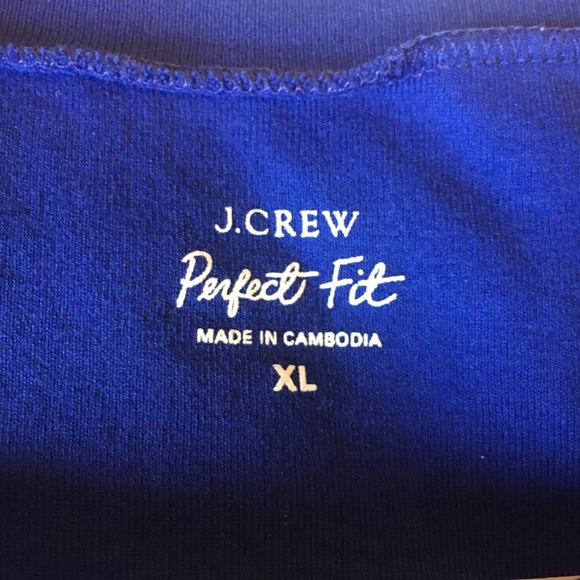 J.CREW
Perfect Fit
MADE IN CAMBODIA
XL